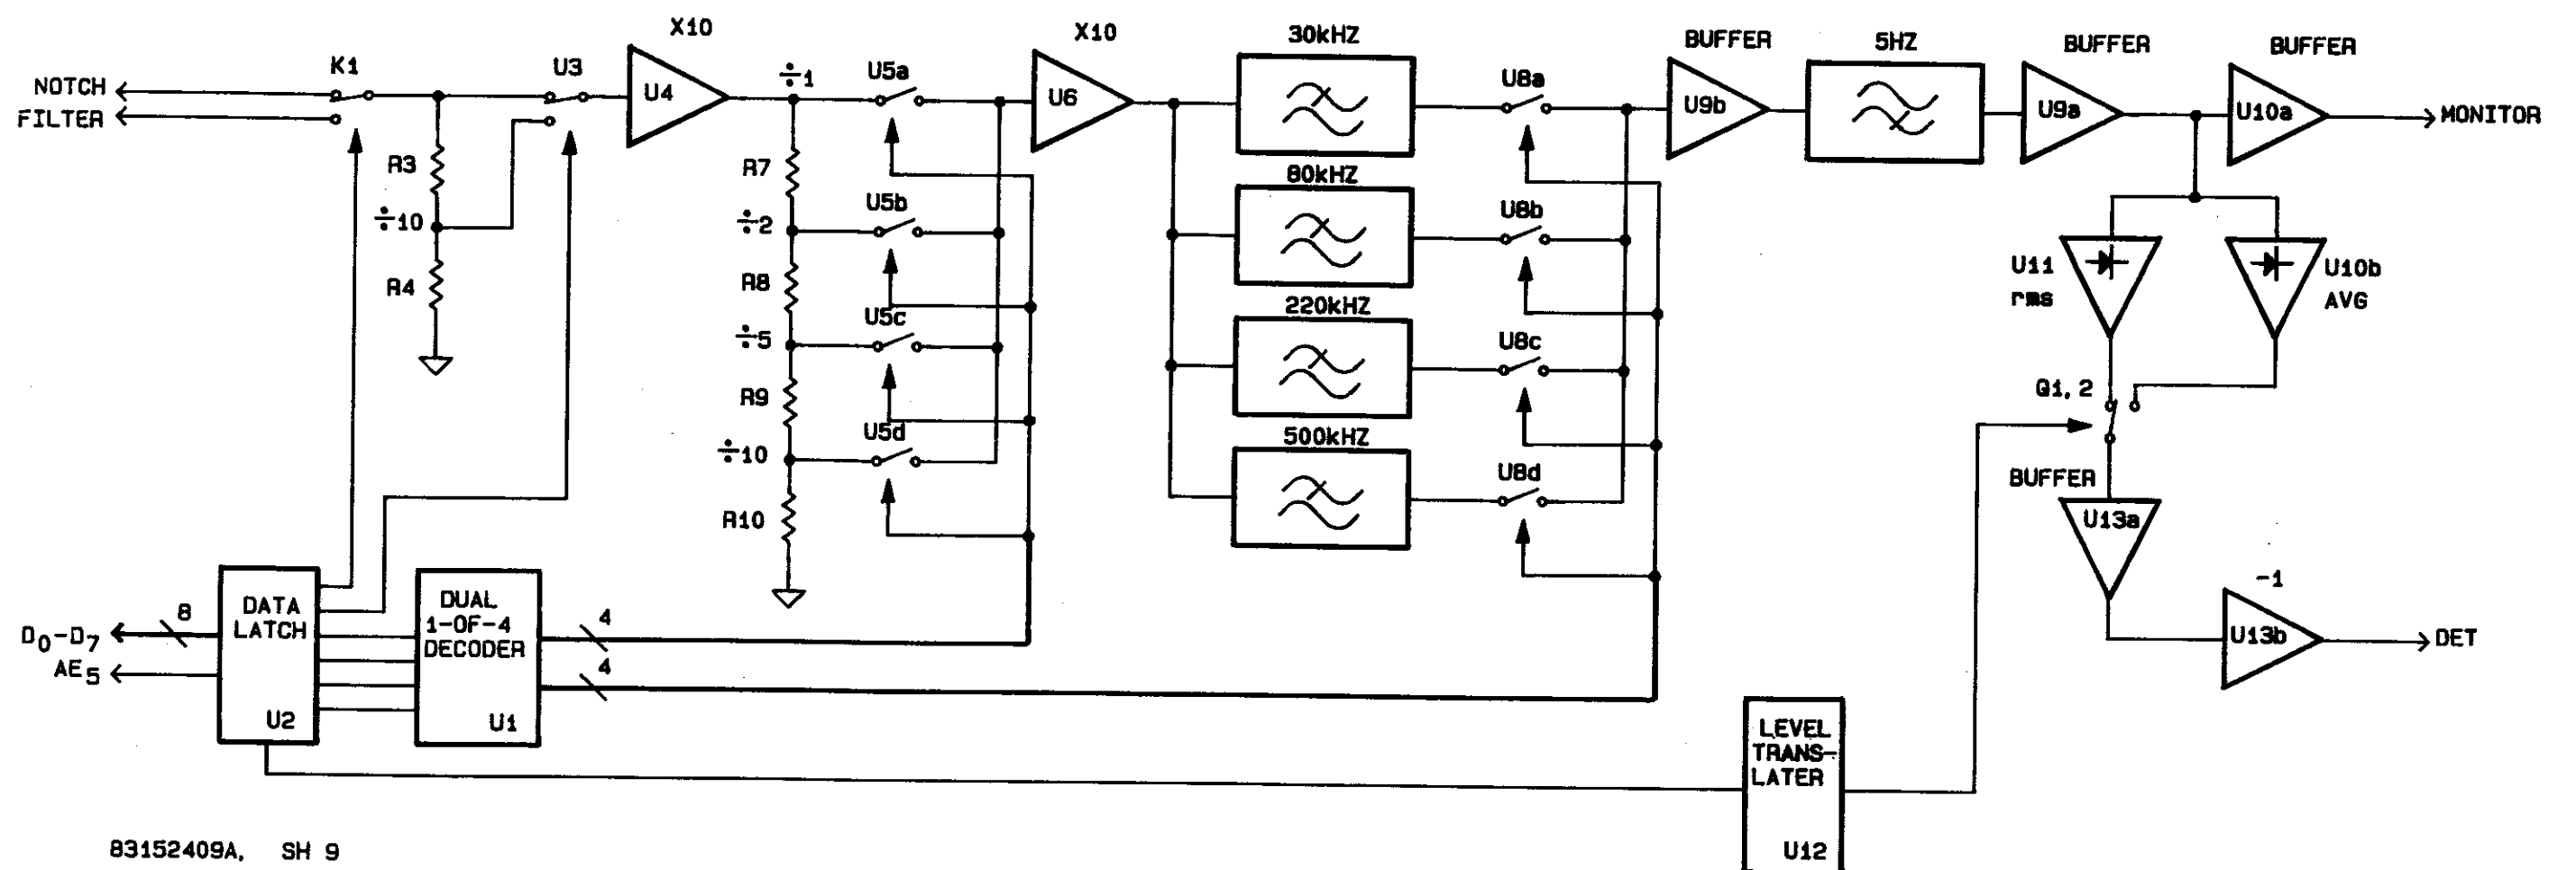 X10
X10
30kHZ
BUFFER
5HZ
BUFFER
BUFFER
NOTCH
FILTER
K1
U3
U4
÷1
U5a
U6
U8a
U9b
U9a
U10a
MONITOR
R3
÷10
R4
R7
÷2
U5b
R8
÷5
U5c
R9
÷10
U5d
R10
80kHZ
U8b
220kHZ
U8c
500kHZ
U8d
U11
rms
U10b
AVG
Q1, 2
BUFFER
U13a
-1
U13b
DET
D0-D7
AE5
8
DATA
LATCH
U2
DUAL
1-OF-4
DECODER
U1
4
4
LEVEL
TRANS-
LATER
U12
83152409A, SH 9